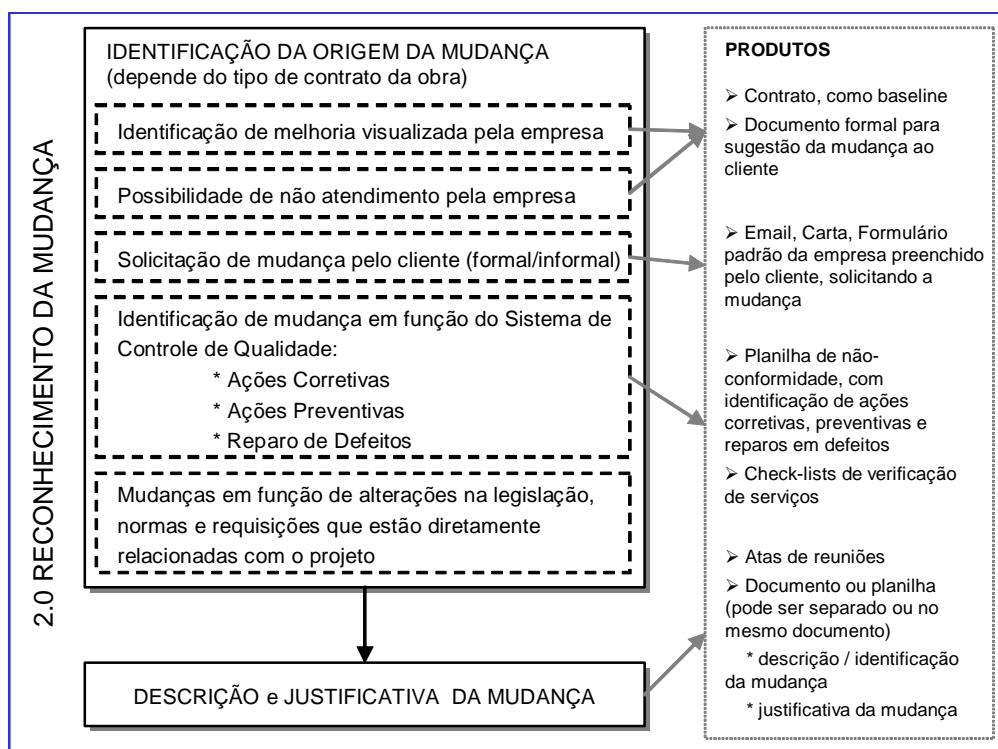 2.0 RECONHECIMENTO DA MUDANÇA
IDENTIFICAÇÃO DA ORIGEM DA MUDANÇA
(depende do tipo de contrato da obra)
Identificação de melhoria visualizada pela empresa
Possibilidade de não atendimento pela empresa
Solicitação de mudança pelo cliente (formal/informal)
Identificação de mudança em função do Sistema de
Controle de Qualidade:
* Ações Corretivas
* Ações Preventivas
* Reparo de Defeitos
Mudanças em função de alterações na legislação,
normas e requisições que estão diretamente
relacionadas com o projeto
DESCRIÇÃO e JUSTIFICATIVA DA MUDANÇA
PRODUTOS
➢ Contrato, como baseline
➢ Documento formal para
sugestão da mudança ao
cliente
➢ Email, Carta, Formulário
padrão da empresa preenchido
pelo cliente, solicitando a
mudança
➢ Planilha de não-
conformidade, com
identificação de ações
corretivas, preventivas e
reparos em defeitos
➢ Check-lists de verificação
de serviços
➢ Atas de reuniões
➢ Documento ou planilha
(pode ser separado ou no
mesmo documento)
* descrição / identificação
da mudança
* justificativa da mudança